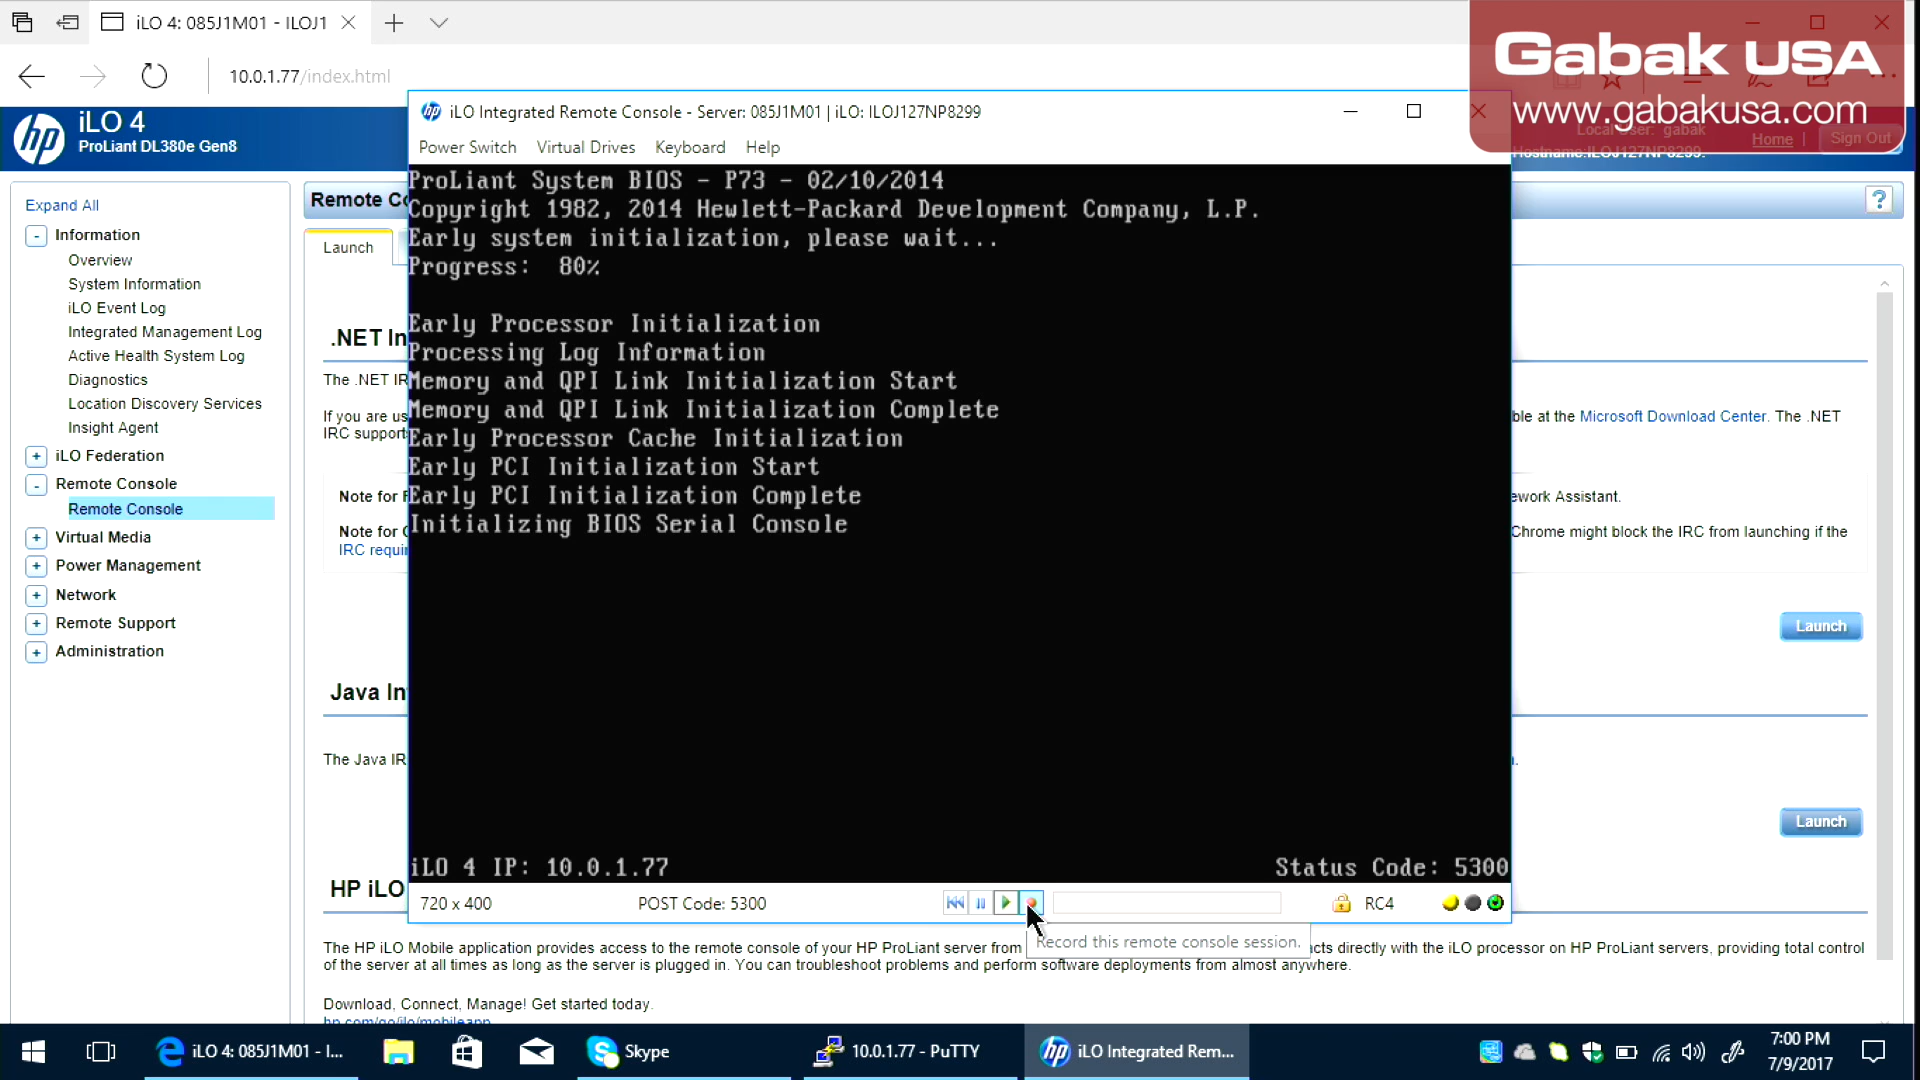 iLO 4: 085J1M01 - ILOJ1
10.0.1.77/index.html
Gabak USA
www.gabakusa.com
hp
iLO 4
ProLiant DL380e Gen8
Local User: gabak
Home | Sign Out
Hostname:ILOJ127NP8299.
iLO Integrated Remote Console - Server: 085J1M01 | iLO: ILOJ127NP8299
Power Switch Virtual Drives Keyboard Help
ProLiant System BIOS - P73 - 02/10/2014
Copyright 1982, 2014 Hewlett-Packard Development Company, L.P.
Early system initialization, please wait...
Progress: 80%
Early Processor Initialization
Processing Log Information
Memory and QPI Link Initialization Start
Memory and QPI Link Initialization Complete
Early Processor Cache Initialization
Early PCI Initialization Start
Early PCI Initialization Complete
Initializing BIOS Serial Console
iLO 4 IP: 10.0.1.77 Status Code: 5300
720 x 400 POST Code: 5300 RC4
Record this remote console session.
Expand All
- Information
Overview
System Information
iLO Event Log
Integrated Management Log
Active Health System Log
Diagnostics
Location Discovery Services
Insight Agent
+ iLO Federation
- Remote Console
Remote Console
+ Virtual Media
+ Power Management
+ Network
+ Remote Support
+ Administration
Remote Co
?
Launch
.NET In
The .NET IR
If you are us ble at the Microsoft Download Center. The .NET
IRC support
Note for ework Assistant.
Note for Chrome might block the IRC from launching if the
IRC requir
Launch
Java In
The Java IR
Launch
HP iLO
The HP iLO Mobile application provides access to the remote console of your HP ProLiant server from cts directly with the iLO processor on HP ProLiant servers, providing total control
of the server at all times as long as the server is plugged in. You can troubleshoot problems and perform software deployments from almost anywhere.
Download, Connect, Manage! Get started today.
hp.com/go/ilo/mobileapp
iLO 4: 085J1M01 - I... Skype 10.0.1.77 - PuTTY iLO Integrated Rem...
7:00 PM
7/9/2017